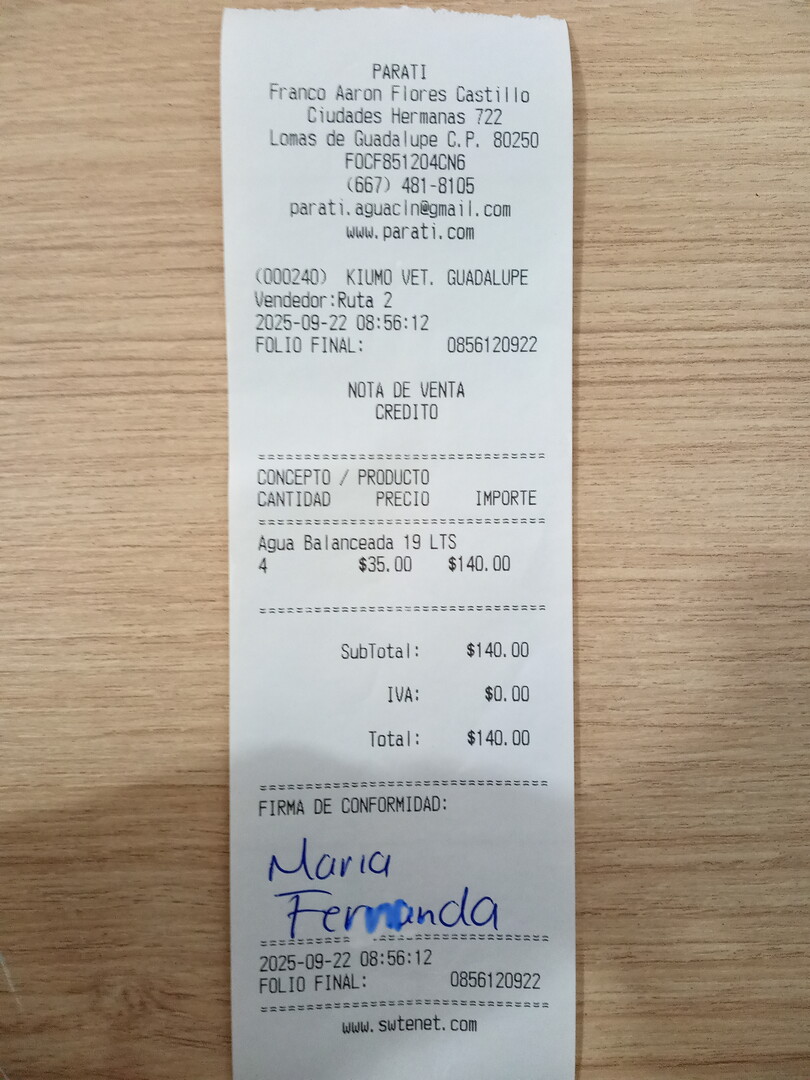 PARATI
Franco Aaron Flores Castillo
Ciudades Hermanas 722
Lomas de Guadalupe C.P. 80250
FOCF851204CN6
(667) 481-8105
parati.aguacln@gmail.com
www.parati.com
(000240) KIUMO VET. GUADALUPE
Vendedor:Ruta 2
2025-09-22 08:56:12
FOLIO FINAL: 0856120922
NOTA DE VENTA
CREDITO
================================
CONCEPTO / PRODUCTO
CANTIDAD PRECIO IMPORTE
================================
Agua Balanceada 19 LTS
4 $35.00 $140.00
================================
SubTotal: $140.00
IVA: $0.00
Total: $140.00
================================
FIRMA DE CONFORMIDAD:
Maria
Fernanda
================================
2025-09-22 08:56:12
FOLIO FINAL: 0856120922
================================
www.swtenet.com